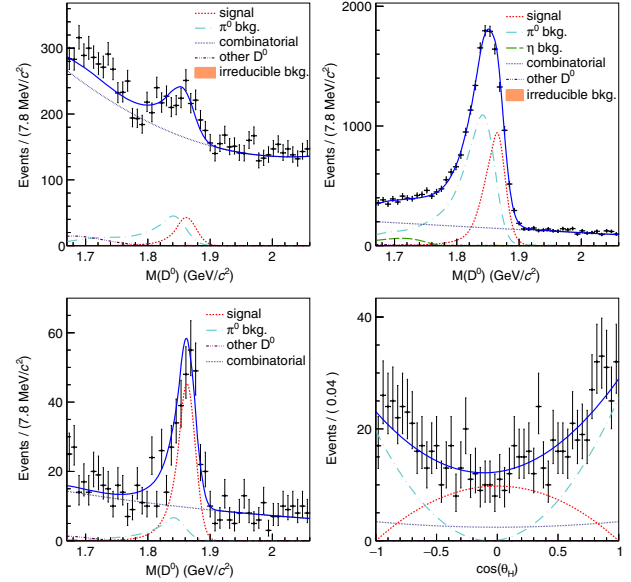 signal
π⁰ bkg.
combinatorial
other D⁰
irreducible bkg.
Events / (7.8 MeV/c²)
300
200
100
0
1.7 1.8 1.9 2
M(D⁰) (GeV/c²)
signal
π⁰ bkg.
η bkg.
combinatorial
other D⁰
irreducible bkg.
Events / (7.8 MeV/c²)
2000
1000
0
1.7 1.8 1.9 2
M(D⁰) (GeV/c²)
signal
π⁰ bkg.
other D⁰
combinatorial
Events / (7.8 MeV/c²)
60
40
20
0
1.7 1.8 1.9 2
M(D⁰) (GeV/c²)
Events / ( 0.04)
40
20
0
−1 −0.5 0 0.5 1
cos(θ_H)